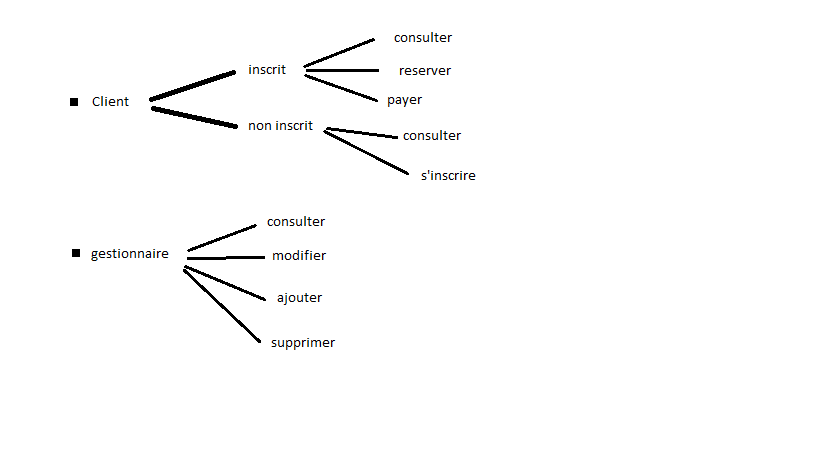 consulter
inscrit
reserver
Client
payer
non inscrit
consulter
s'inscrire
consulter
gestionnaire
modifier
ajouter
supprimer